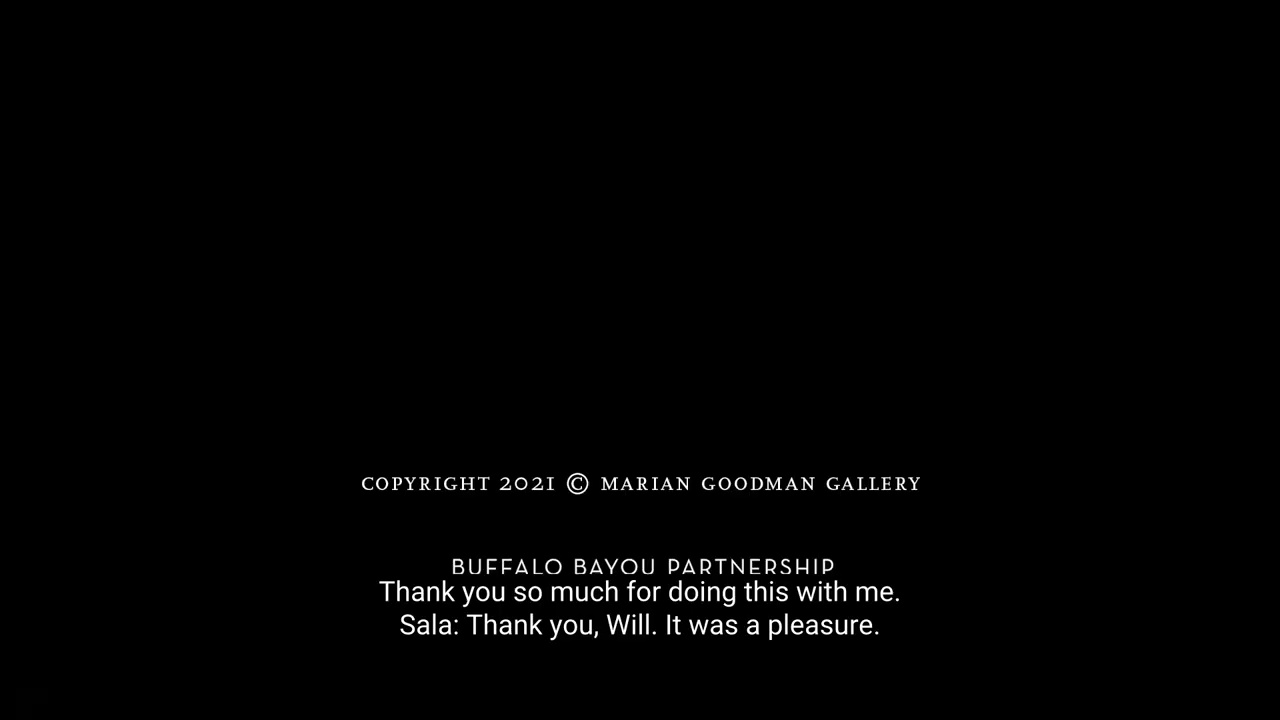 COPYRIGHT 2021 © MARIAN GOODMAN GALLERY
BUFFALO BAYOU PARTNERSHIP
Thank you so much for doing this with me.
Sala: Thank you, Will. It was a pleasure.